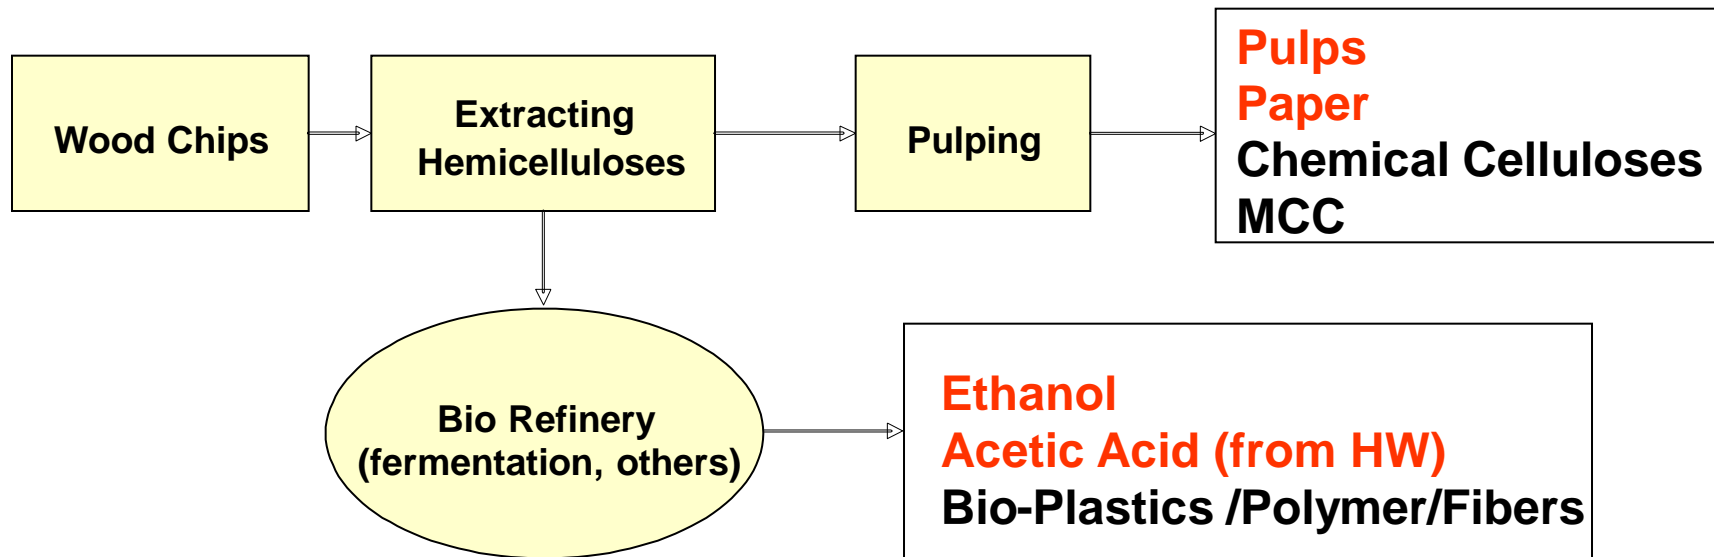 Wood Chips
Extracting
Hemicelluloses
Pulping
Pulps
Paper
Chemical Celluloses
MCC
Bio Refinery
(fermentation, others)
Ethanol
Acetic Acid (from HW)
Bio-Plastics /Polymer/Fibers